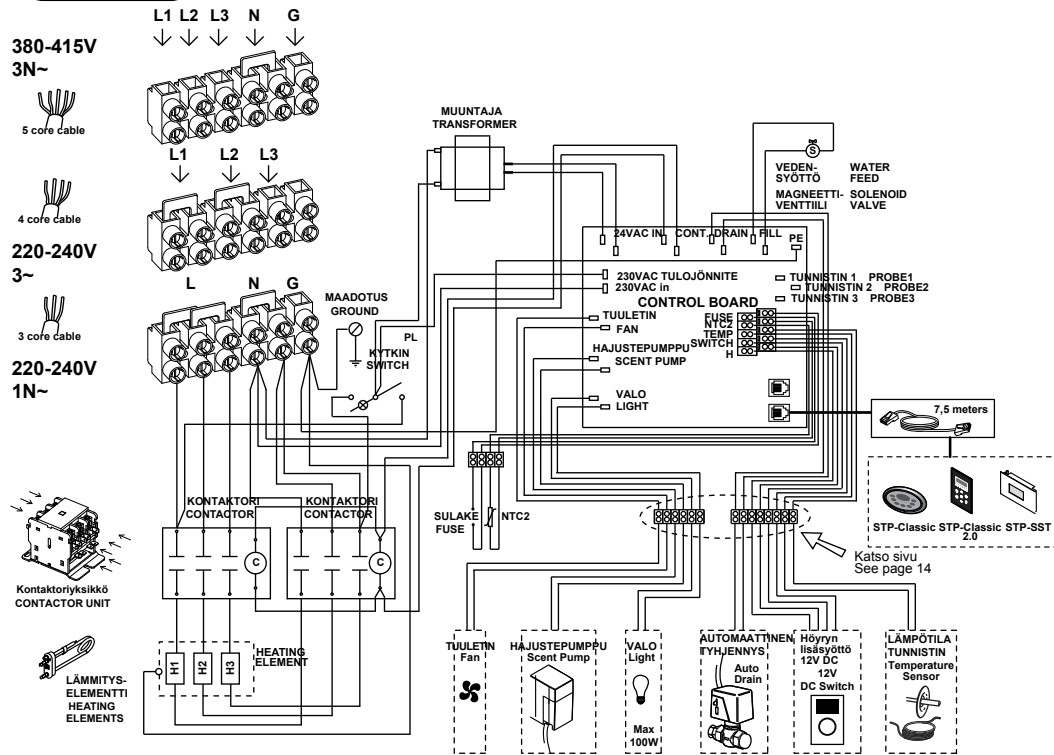 L1 L2 L3 N G
380-415V
3N~
5 core cable
L1 L2 L3
4 core cable
220-240V
3~
L N G
3 core cable
220-240V
1N~
MUUNTAJA
TRANSFORMER
MAADOTUS
GROUND
PL
KYTKIN
SWITCH
S
VEDEN-
SYÖTTÖ
MAGNEETTI-
VENTTIILI
WATER
FEED
SOLENOID
VALVE
24VAC IN CONT. DRAIN FILL
PE
230VAC TULOJÖNNITE
230VAC in
TUNNISTIN 1 PROBE1
TUNNISTIN 2 PROBE2
TUNNISTIN 3 PROBE3
CONTROL BOARD
TUULETIN
FAN
HAJUSTEPUMPPU
SCENT PUMP
VALO
LIGHT
FUSE
NTC2
TEMP
SWITCH
H
7,5 meters
STP-Classic STP-Classic STP-SST
2.0
KONTAKTORI
CONTACTOR
C
KONTAKTORI
CONTACTOR
C
SULAKE
FUSE
NTC2
Katso sivu
See page 14
Kontaktoriyksikkö
CONTACTOR UNIT
LÄMMITYS-
ELEMENTTI
HEATING
ELEMENTS
H1 H2 H3
HEATING
ELEMENT
TUULETIN
Fan
HAJUSTEPUMPPU
Scent Pump
VALO
Light
Max
100W
AUTOMAATTINEN
TYHJENNYS
Auto
Drain
Höyryn
lisäsyöttö
12V DC
12V
DC Switch
LÄMPÖTILA
TUNNISTIN
Temperature
Sensor